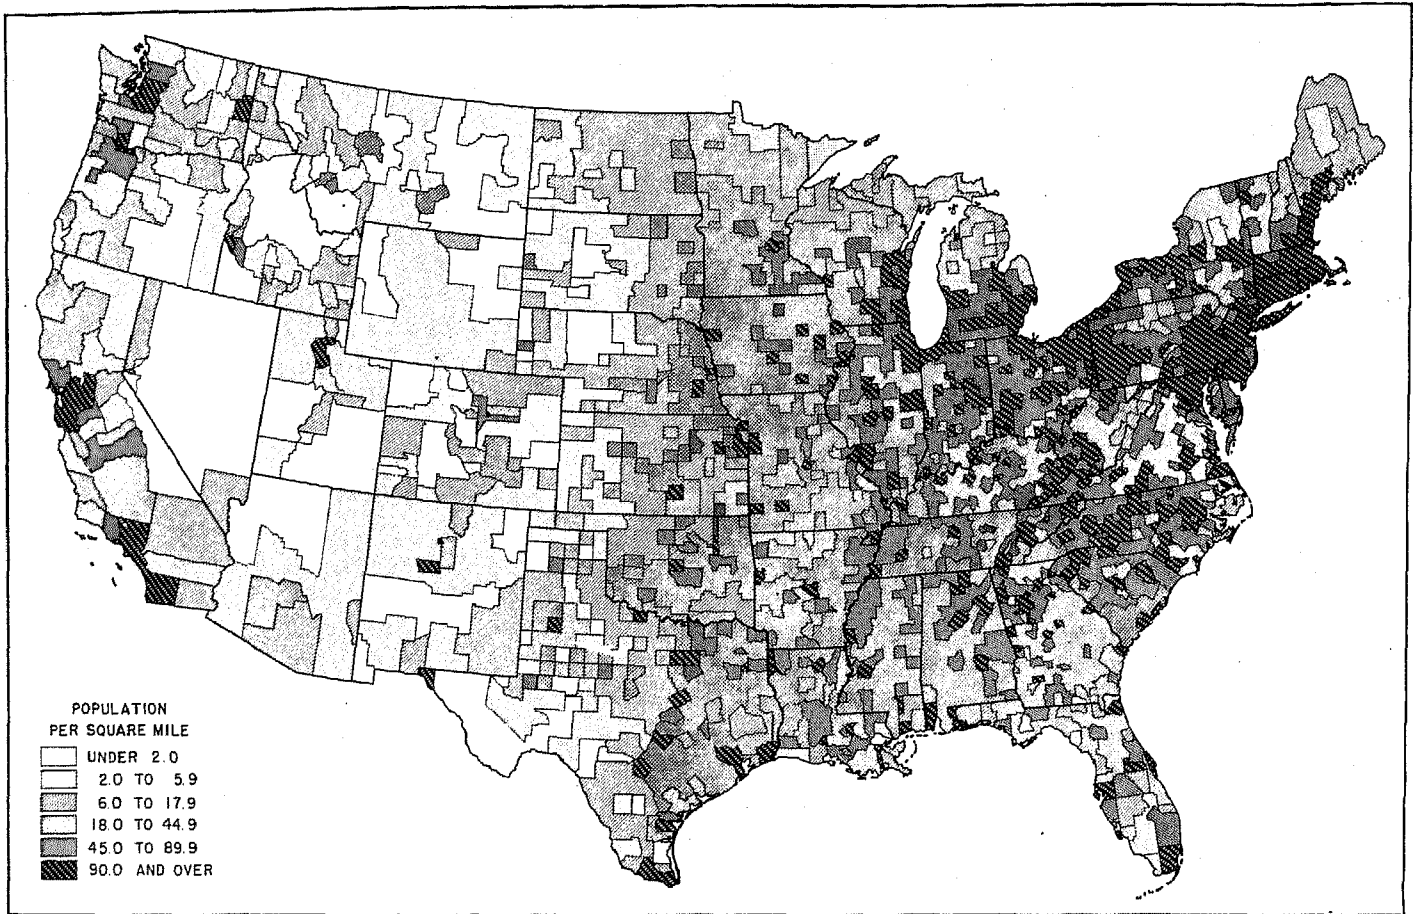 POPULATION
PER SQUARE MILE
UNDER 2.0
2.0 TO 5.9
6.0 TO 17.9
18.0 TO 44.9
45.0 TO 89.9
90.0 AND OVER